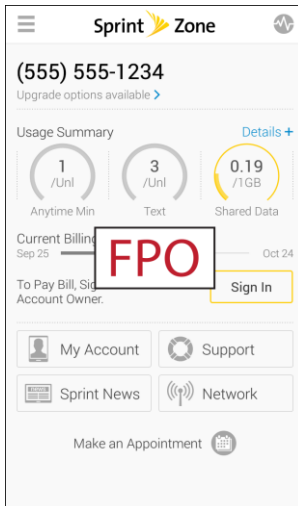 Sprint Zone
(555) 555-1234
Upgrade options available >
Usage Summary Details +
1 3 0.19
/Unl /Unl /1GB
Anytime Min Text Shared Data
Current Billing
Sep 25 Oct 24
FPO
To Pay Bill,
Account Owner.
Sign In
My Account Support
Sprint News Network
Make an Appointment